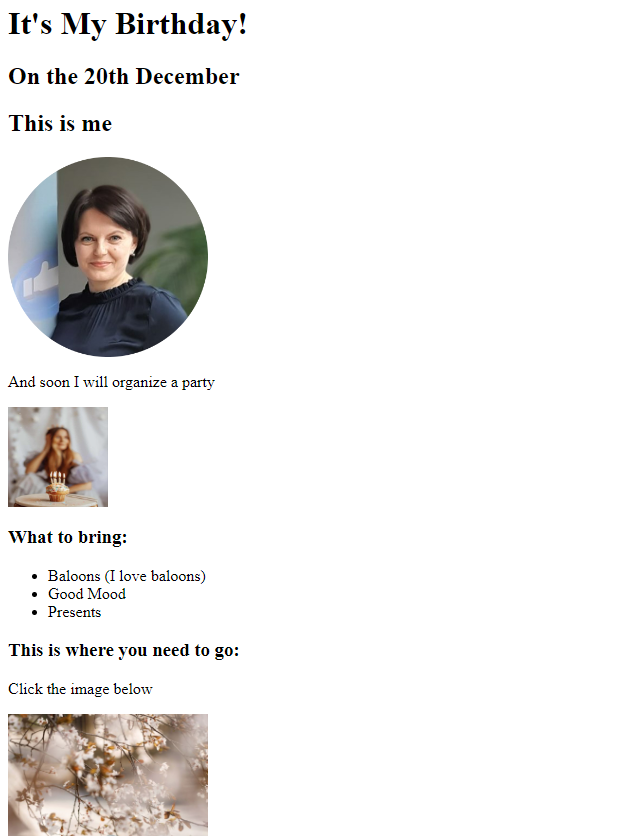 It's My Birthday!
On the 20th December
This is me
And soon I will organize a party
What to bring:
Baloons (I love baloons)
Good Mood
Presents
This is where you need to go:
Click the image below